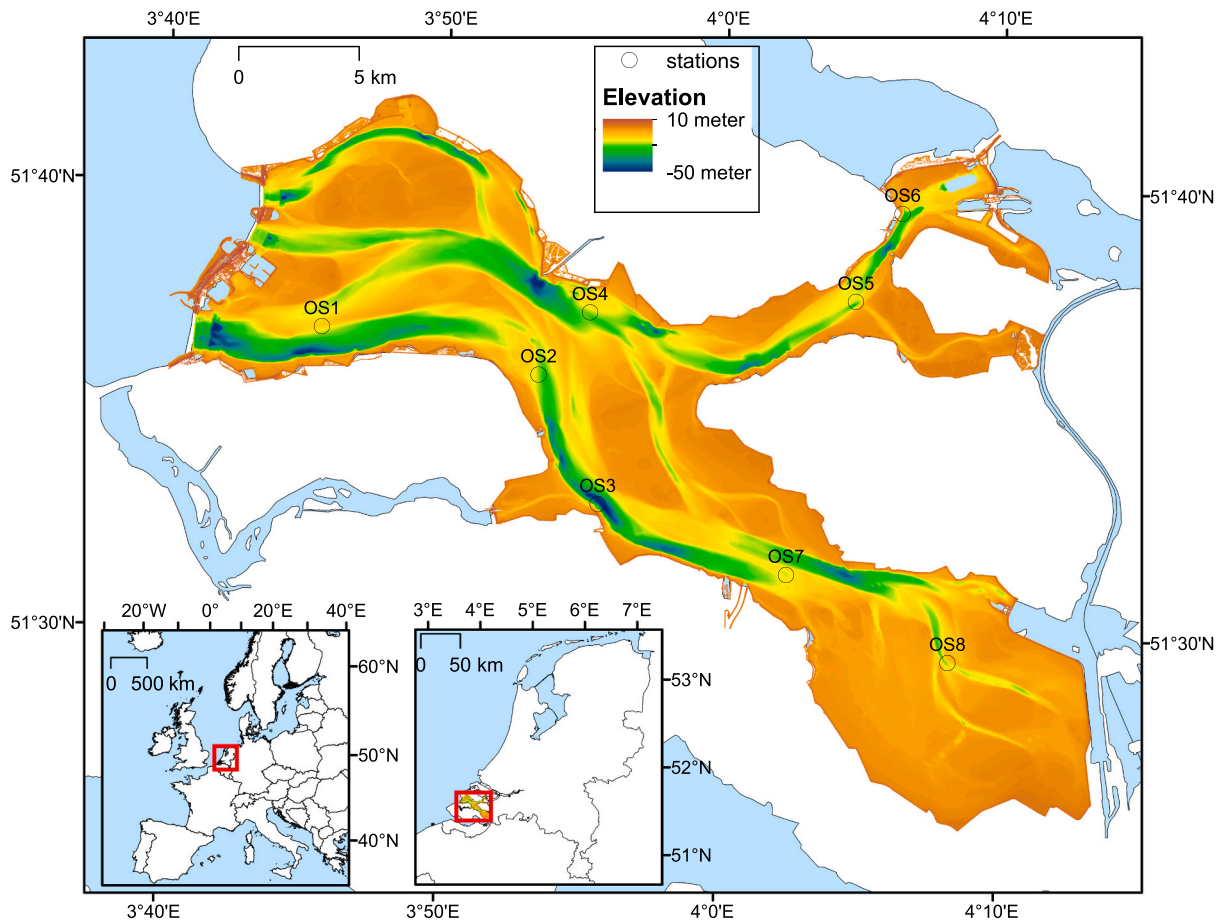 3°40'E 3°50'E 4°0'E 4°10'E
0 5 km
stations
Elevation
10 meter
-50 meter
51°40'N
51°40'N
OS6
OS5
OS4
OS1
OS2
OS3
OS7
OS8
51°30'N
51°30'N
20°W 0° 20°E 40°E
0 500 km
60°N
50°N
40°N
3°E 4°E 5°E 6°E 7°E
0 50 km
53°N
52°N
51°N
3°40'E 3°50'E 4°0'E 4°10'E